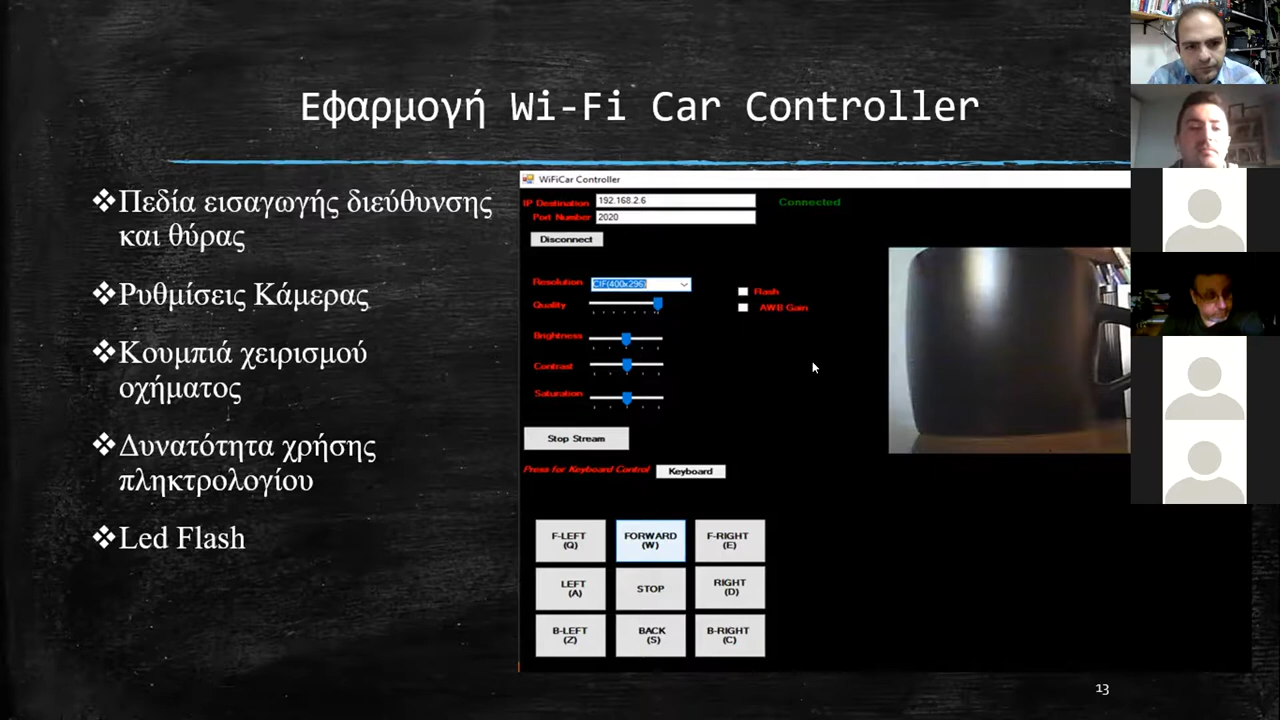 Εφαρμογή Wi-Fi Car Controller
❖Πεδία εισαγωγής διεύθυνσης
και θύρας
❖Ρυθμίσεις Κάμερας
❖Κουμπιά χειρισμού
οχήματος
❖Δυνατότητα χρήσης
πληκτρολογίου
❖Led Flash
WiFiCar Controller
IP Destination 192.168.2.6 Connected
Port Number 2020
Disconnect
Resolution CIF(400x296) Flash
Quality AWB Gain
Brightness
Contrast
Saturation
Stop Stream
Press for Keyboard Control Keyboard
F-LEFT (Q) FORWARD (W) F-RIGHT (E)
LEFT (A) STOP RIGHT (D)
B-LEFT (Z) BACK (S) B-RIGHT (C)
13